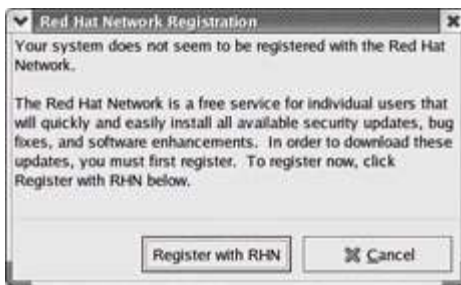 Red Hat Network Registration
Your system does not seem to be registered with the Red Hat
Network.
The Red Hat Network is a free service for individual users that
will quickly and easily install all available security updates, bug
fixes, and software enhancements. In order to download these
updates, you must first register. To register now, click
Register with RHN below.
Register with RHN
Cancel